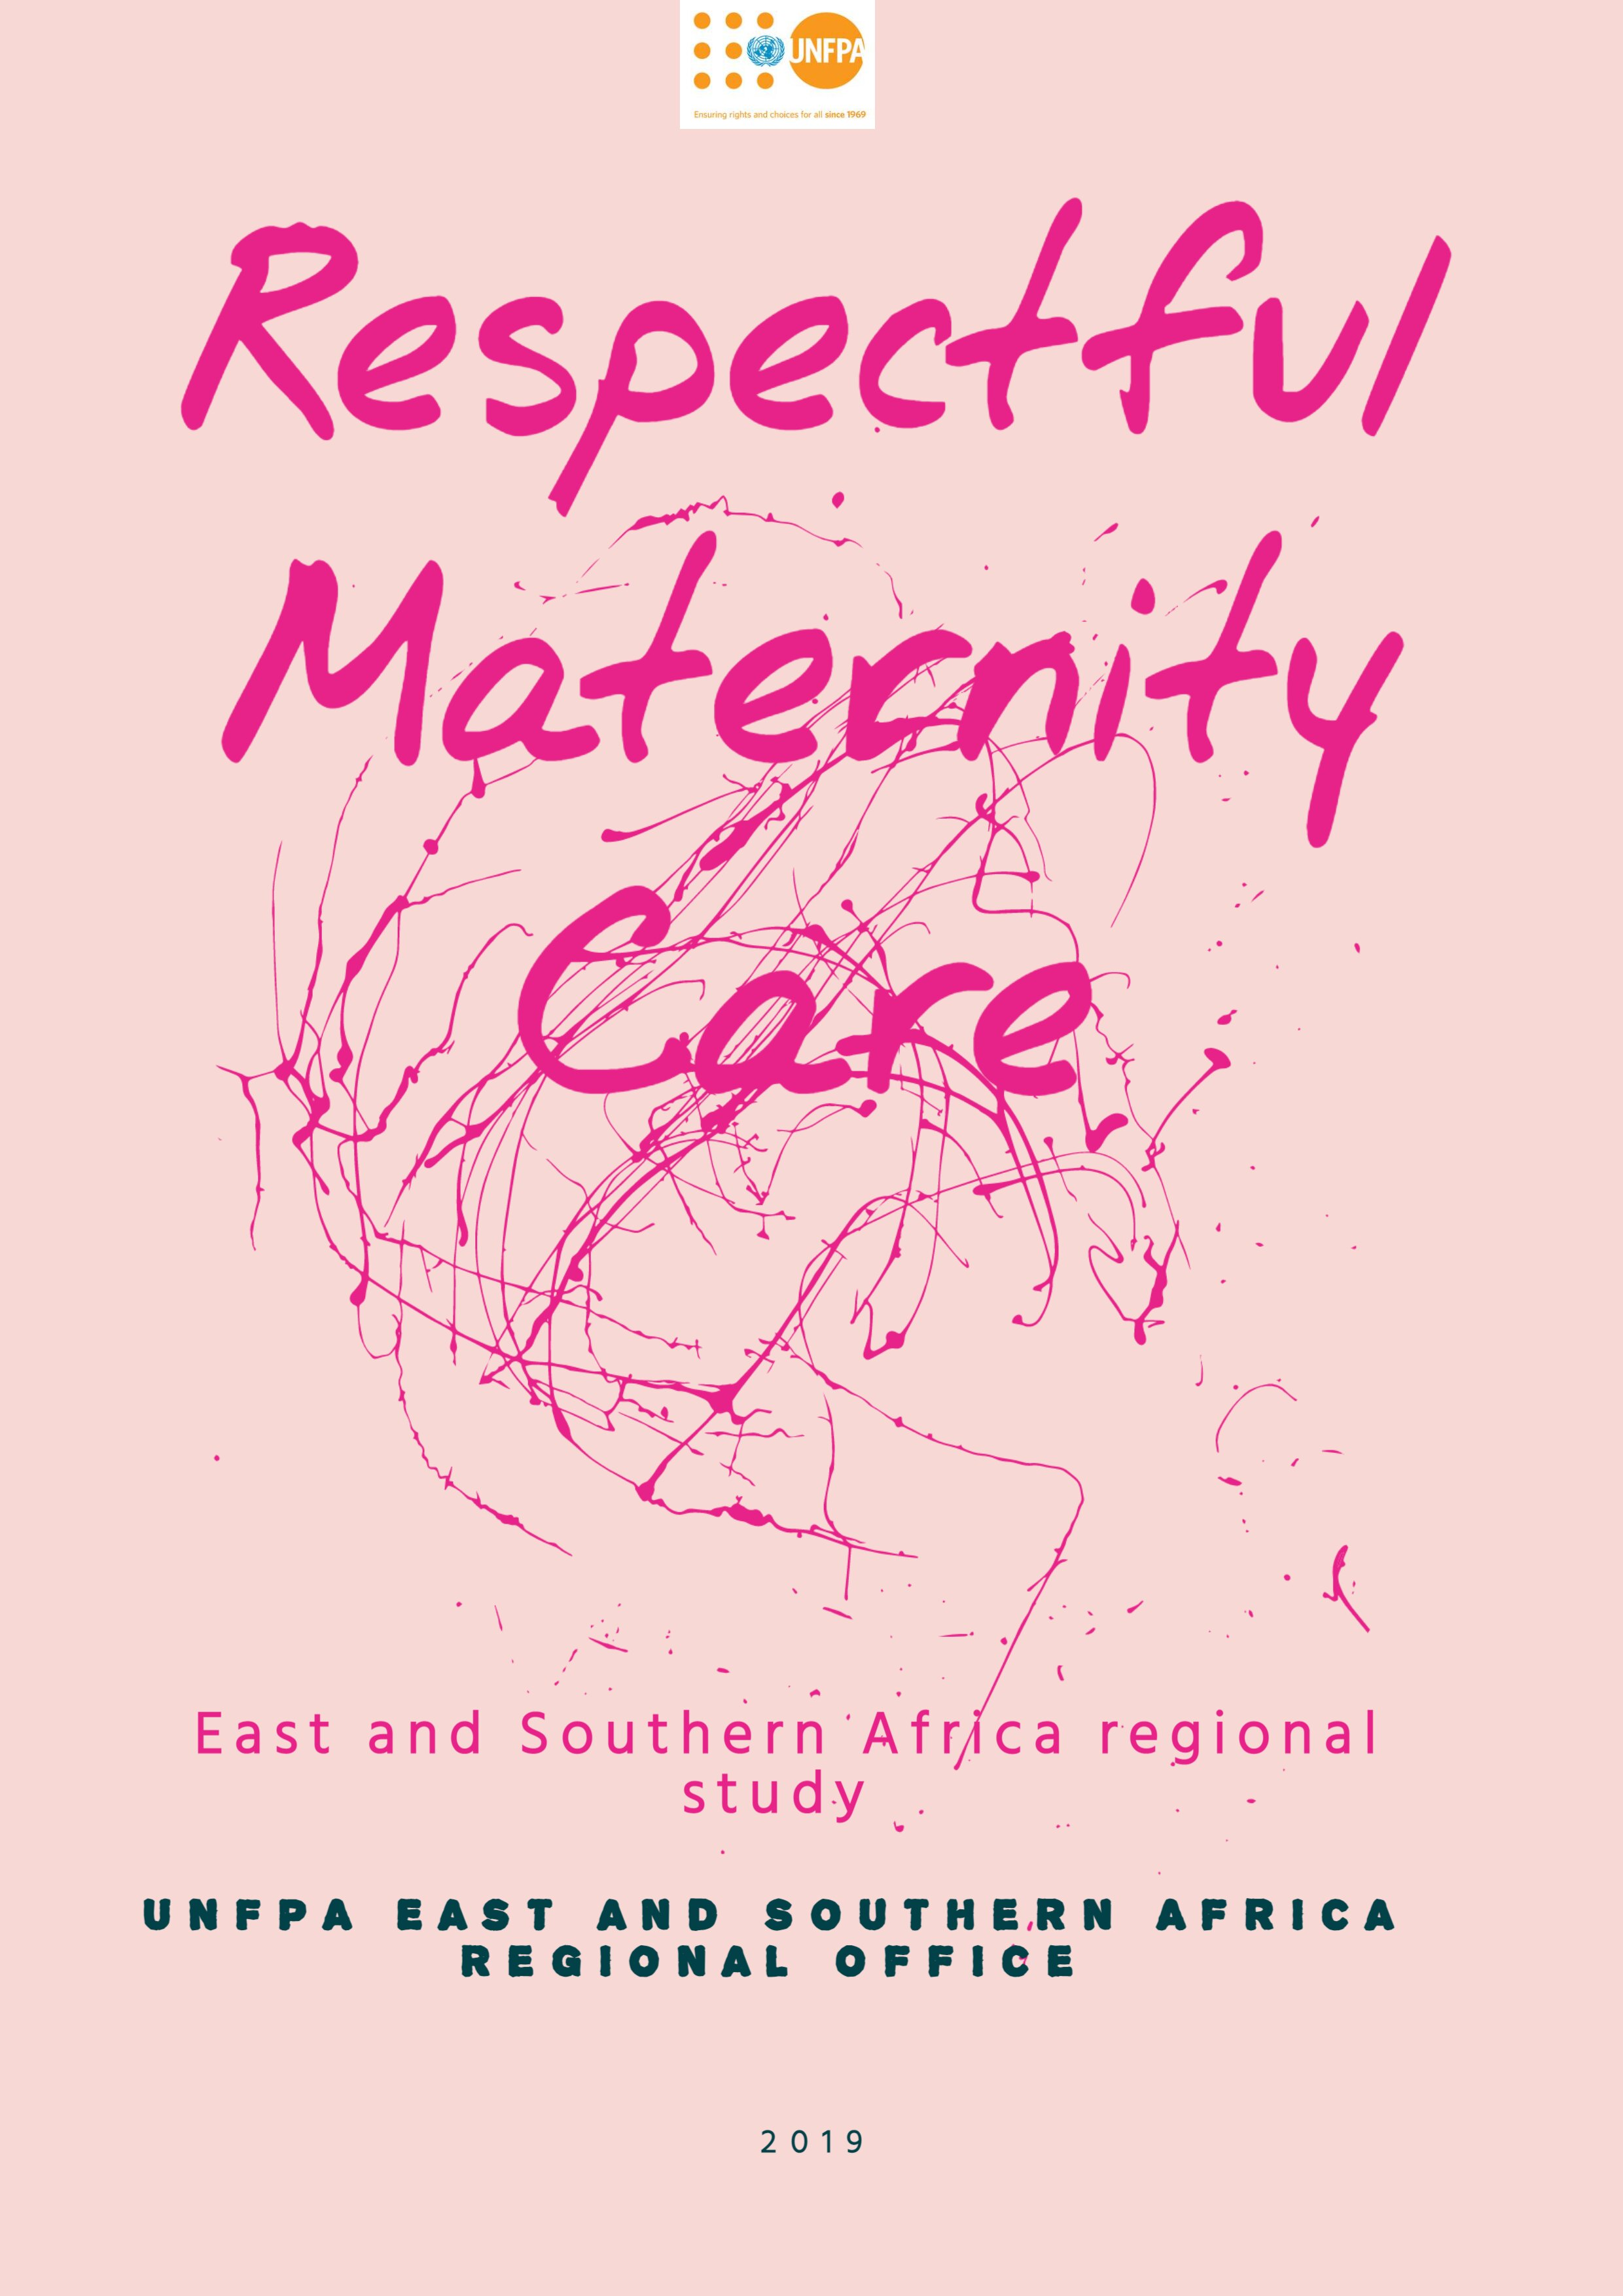 UNFPA
Ensuring rights and choices for all since 1969
Respectful
Maternity
Care
East and Southern Africa regional
study
UNFPA EAST AND SOUTHERN AFRICA
REGIONAL OFFICE
2019